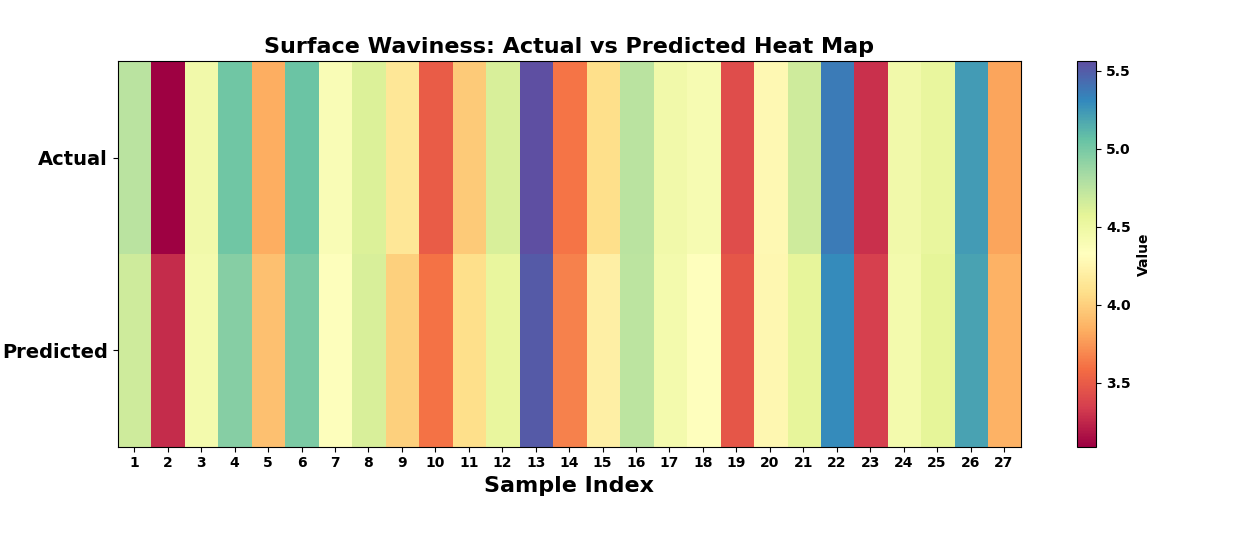 Surface Waviness: Actual vs Predicted Heat Map
Actual
Predicted
1 2 3 4 5 6 7 8 9 10 11 12 13 14 15 16 17 18 19 20 21 22 23 24 25 26 27
Sample Index
5.5
5.0
4.5
4.0
3.5
Value